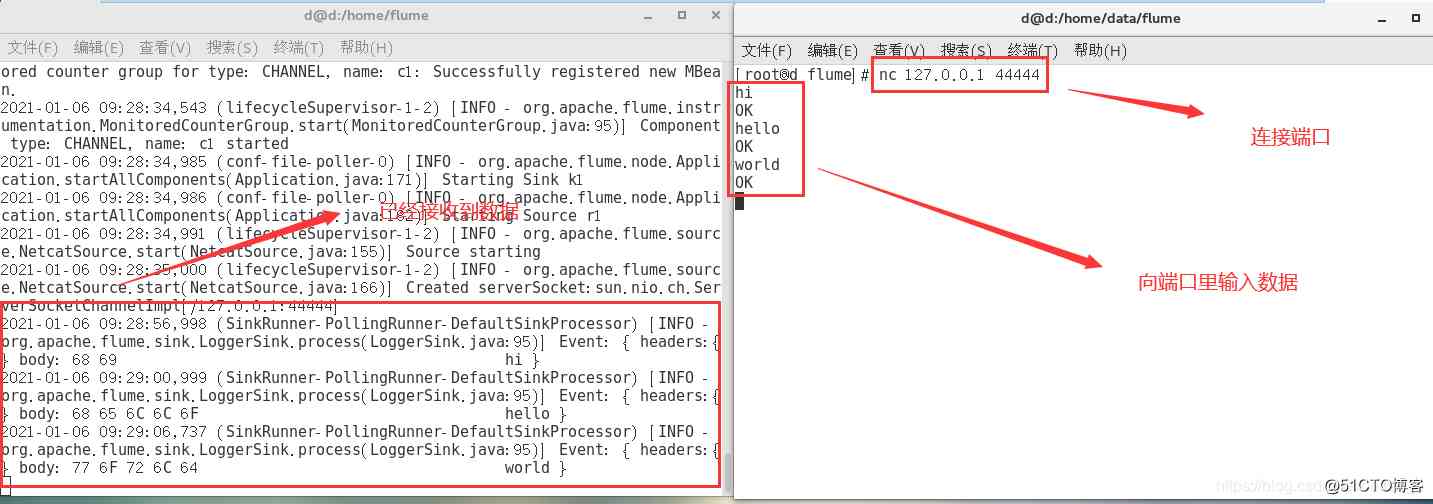 d@d:/home/flume
文件(F) 编辑(E) 查看(V) 搜索(S) 终端(T) 帮助(H)
ored counter group for type: CHANNEL, name: c1: Successfully registered new MBea
n.
2021-01-06 09:28:34,543 (lifecycleSupervisor-1-2) [INFO - org.apache.flume.instr
umentation.MonitoredCounterGroup.start(MonitoredCounterGroup.java:95)] Component
type: CHANNEL, name: c1 started
2021-01-06 09:28:34,985 (conf-file-poller-0) [INFO - org.apache.flume.node.Appli
cation.startAllComponents(Application.java:171)] Starting Sink k1
2021-01-06 09:28:34,986 (conf-file-poller-0) [INFO - org.apache.flume.node.Appli
cation.startAllComponents(Application.java:182)] Starting Source r1
已经接收到数据
2021-01-06 09:28:34,991 (lifecycleSupervisor-1-2) [INFO - org.apache.flume.sourc
e.NetcatSource.start(NetcatSource.java:155)] Source starting
2021-01-06 09:28:35,000 (lifecycleSupervisor-1-2) [INFO - org.apache.flume.sourc
e.NetcatSource.start(NetcatSource.java:166)] Created serverSocket:sun.nio.ch.Ser
verSocketChannelImpl[/127.0.0.1:44444]
2021-01-06 09:28:56,998 (SinkRunner-PollingRunner-DefaultSinkProcessor) [INFO -
org.apache.flume.sink.LoggerSink.process(LoggerSink.java:95)] Event: { headers:{
} body: 68 69 hi }
2021-01-06 09:29:00,999 (SinkRunner-PollingRunner-DefaultSinkProcessor) [INFO -
org.apache.flume.sink.LoggerSink.process(LoggerSink.java:95)] Event: { headers:{
} body: 68 65 6C 6C 6F hello }
2021-01-06 09:29:06,737 (SinkRunner-PollingRunner-DefaultSinkProcessor) [INFO -
org.apache.flume.sink.LoggerSink.process(LoggerSink.java:95)] Event: { headers:{
} body: 77 6F 72 6C 64 world }
d@d:/home/data/flume
文件(F) 编辑(E) 查看(V) 搜索(S) 终端(T) 帮助(H)
[root@d flume]# nc 127.0.0.1 44444
hi
OK
hello
OK
world
OK
连接端口
向端口里输入数据
@51CTO博客